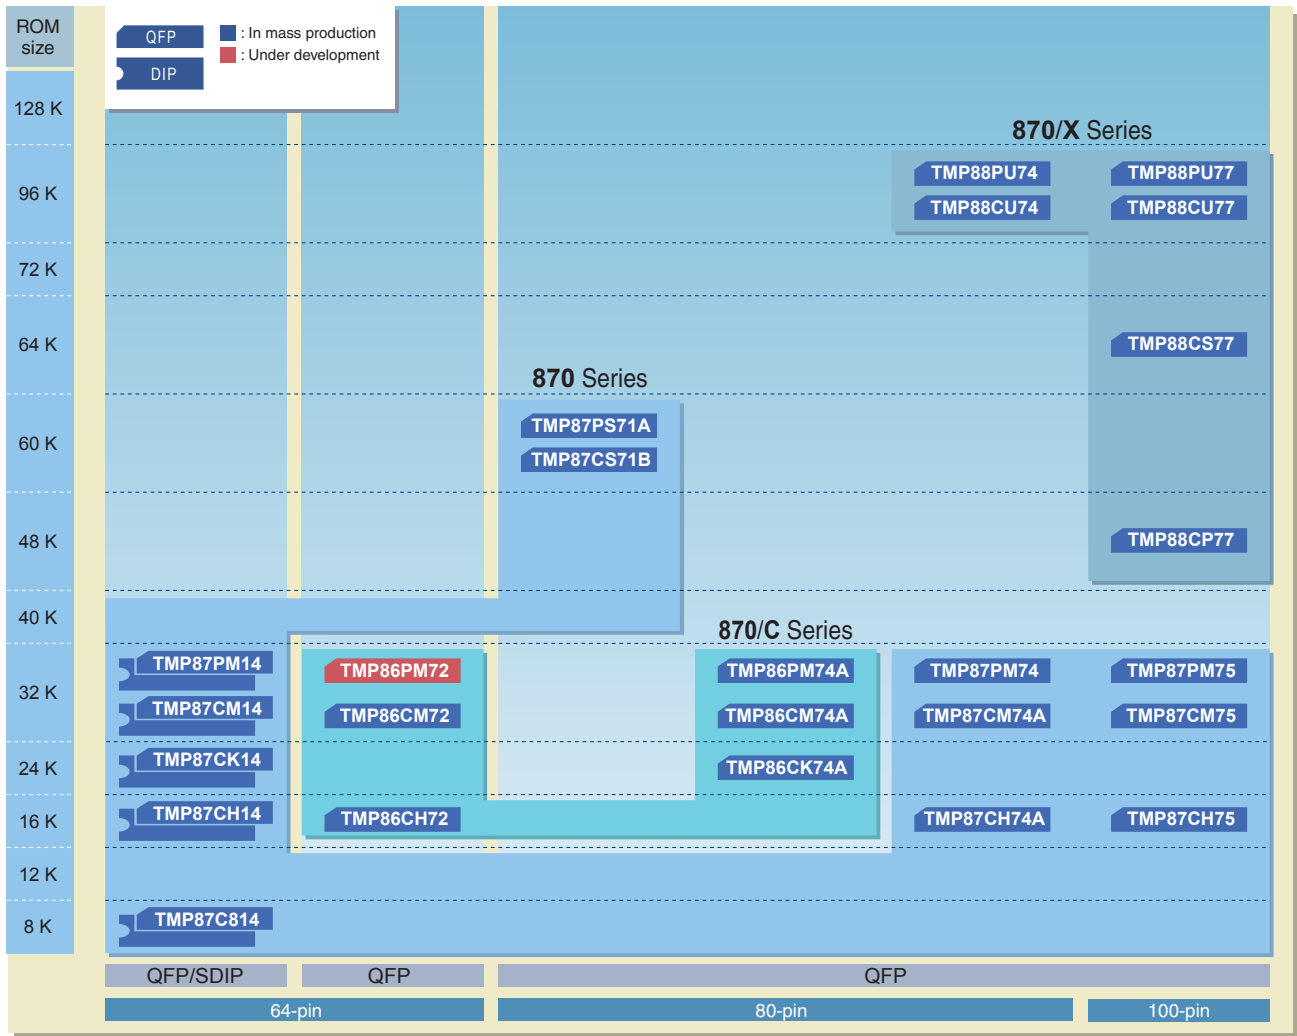 ROM
size
QFP
DIP
: In mass production
: Under development
128 K
870/X Series
96 K
TMP88PU74
TMP88PU77
TMP88CU74
TMP88CU77
72 K
64 K
TMP88CS77
870 Series
60 K
TMP87PS71A
TMP87CS71B
48 K
TMP88CP77
40 K
870/C Series
32 K
TMP87PM14
TMP86PM72
TMP86PM74A
TMP87PM74
TMP87PM75
TMP87CM14
TMP86CM72
TMP86CM74A
TMP87CM74A
TMP87CM75
24 K
TMP87CK14
TMP86CK74A
16 K
TMP87CH14
TMP86CH72
TMP87CH74A
TMP87CH75
12 K
8 K
TMP87C814
QFP/SDIP
QFP
QFP
64-pin
80-pin
100-pin